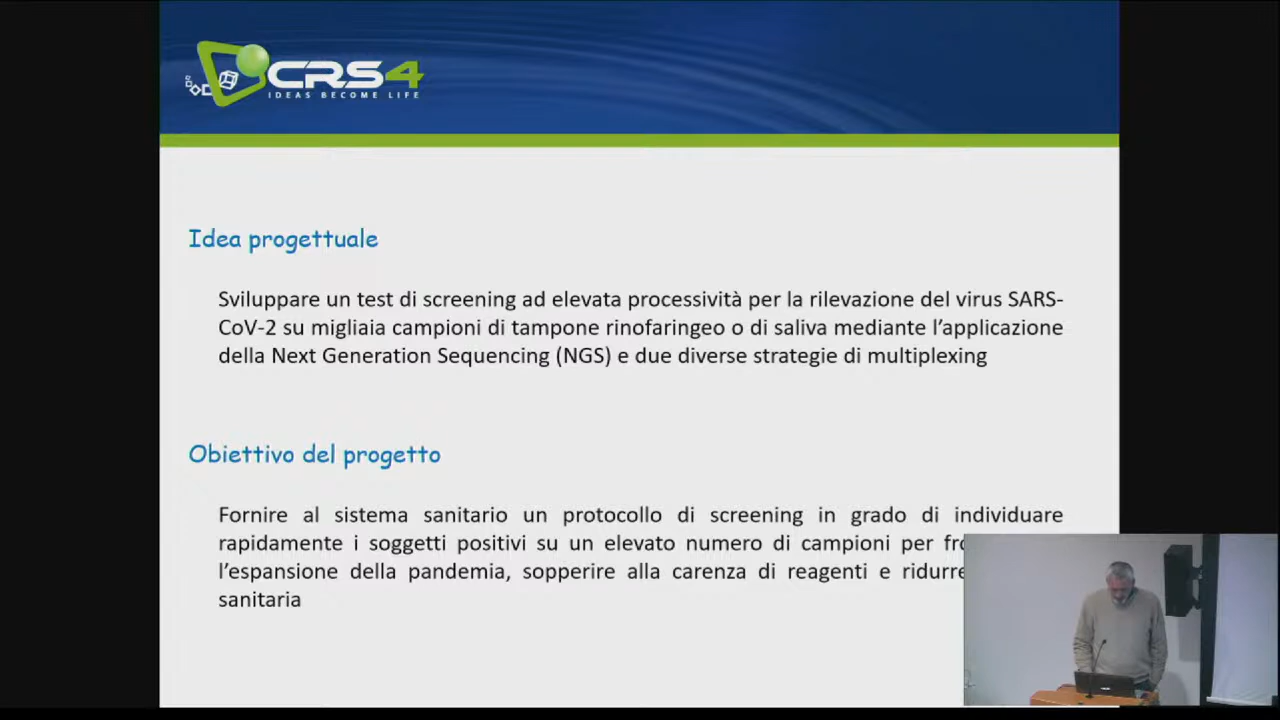 CRS4
IDEAS BECOME LIFE
Idea progettuale
Sviluppare un test di screening ad elevata processività per la rilevazione del virus SARS-
CoV-2 su migliaia campioni di tampone rinofaringeo o di saliva mediante l’applicazione
della Next Generation Sequencing (NGS) e due diverse strategie di multiplexing
Obiettivo del progetto
Fornire al sistema sanitario un protocollo di screening in grado di individuare
rapidamente i soggetti positivi su un elevato numero di campioni per
l’espansione della pandemia, sopperire alla carenza di reagenti e ridurre
sanitaria